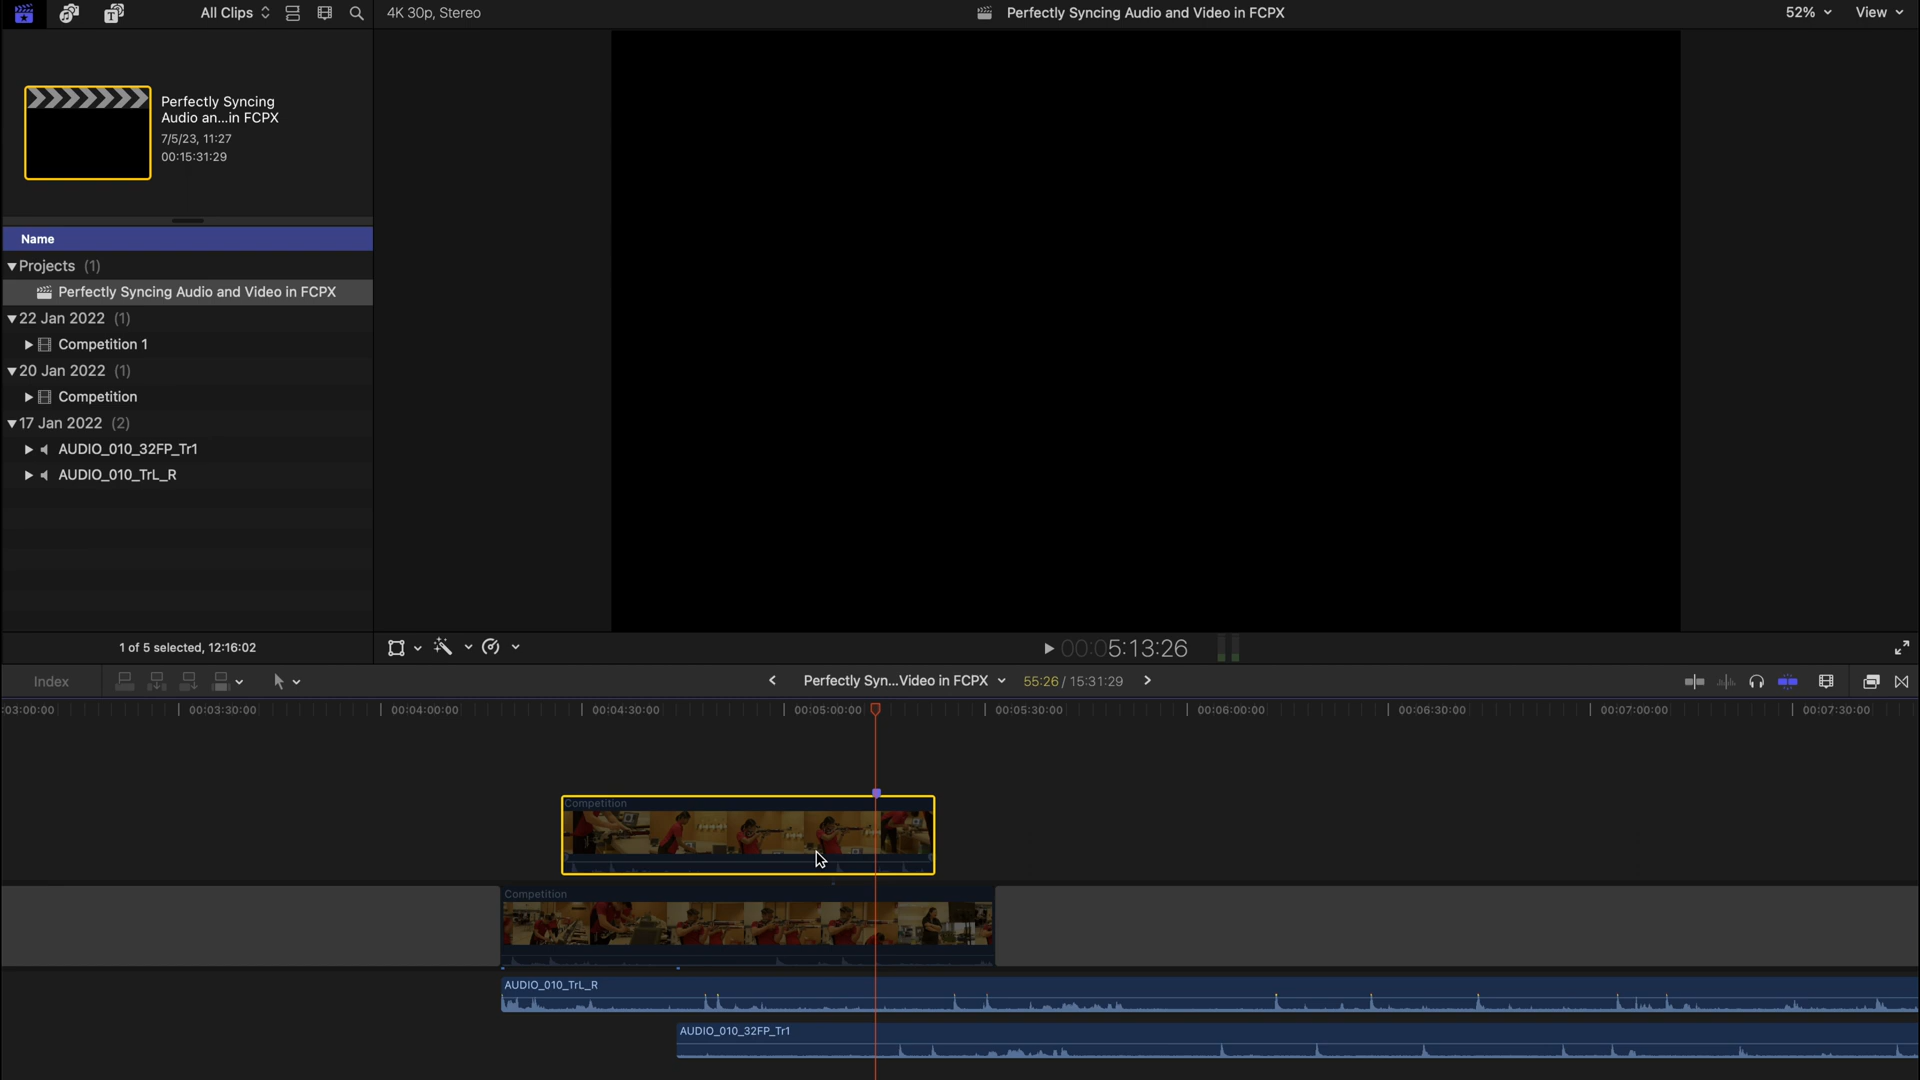 All Clips
4K 30p, Stereo
Perfectly Syncing Audio and Video in FCPX
52%
View
Perfectly Syncing
Audio an...in FCPX
7/5/23, 11:27
00:15:31:29
Name
Projects (1)
Perfectly Syncing Audio and Video in FCPX
22 Jan 2022 (1)
Competition 1
20 Jan 2022 (1)
Competition
17 Jan 2022 (2)
AUDIO_010_32FP_Tr1
AUDIO_010_TrL_R
1 of 5 selected, 12:16:02
00:05:13:26
Index
Perfectly Syn...Video in FCPX
55:26 / 15:31:29
:03:00:00
00:03:30:00
00:04:00:00
00:04:30:00
00:05:00:00
00:05:30:00
00:06:00:00
00:06:30:00
00:07:00:00
00:07:30:00
Competition
Competition
AUDIO_010_TrL_R
AUDIO_010_32FP_Tr1